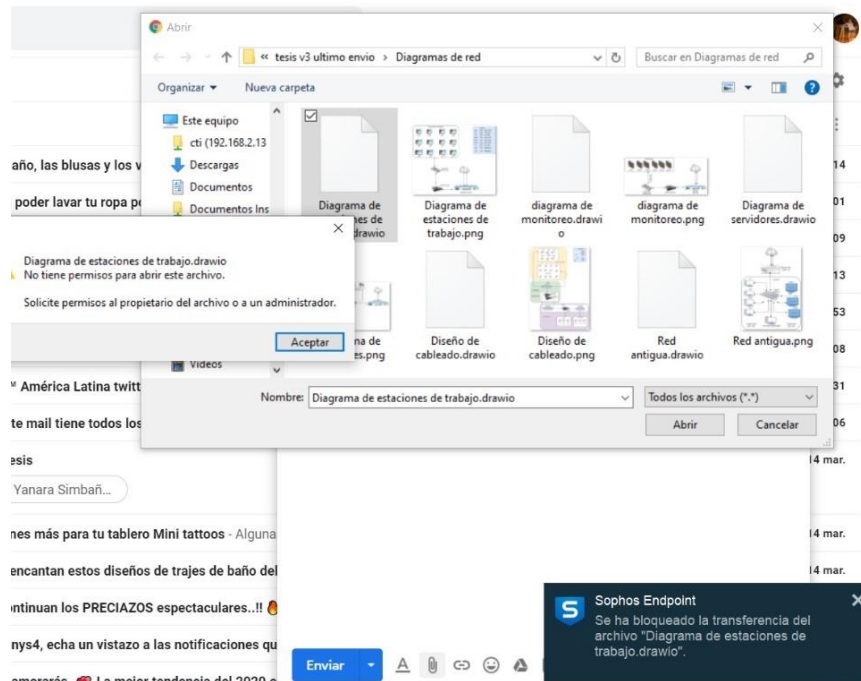 Abrir
« tesis v3 ultimo envio > Diagramas de red
Buscar en Diagramas de red
Organizar
Nueva carpeta
Este equipo
cti (192.168.2.13
Descargas
Documentos
Documentos Ins
Videos
Diagrama de
drawio
Diagrama de
estaciones de
trabajo.png
diagrama de
monitoreo.drawi
o
diagrama de
monitoreo.png
Diagrama de
servidores.drawio
Diseño de
cableado.drawio
Diseño de
cableado.png
Red
antigua.drawio
Red antigua.png
Diagrama de estaciones de trabajo.drawio
No tiene permisos para abrir este archivo.
Solicite permisos al propietario del archivo o a un administrador.
Aceptar
Nombre: Diagrama de estaciones de trabajo.drawio
Todos los archivos (*.*)
Abrir
Cancelar
año, las blusas y los v
14
poder lavar tu ropa p
01
09
13
53
08
América Latina twitt
31
te mail tiene todos los
06
esis
14 mar.
Yanara Simbañ...
nes más para tu tablero Mini tattoos - Alguna
14 mar.
encantan estos diseños de trajes de baño del
14 mar.
ontinuan los PRECIAZOS espectaculares..!!
nys4, echa un vistazo a las notificaciones qu
Enviar
Sophos Endpoint
Se ha bloqueado la transferencia del
archivo "Diagrama de estaciones de
trabajo.drawio".